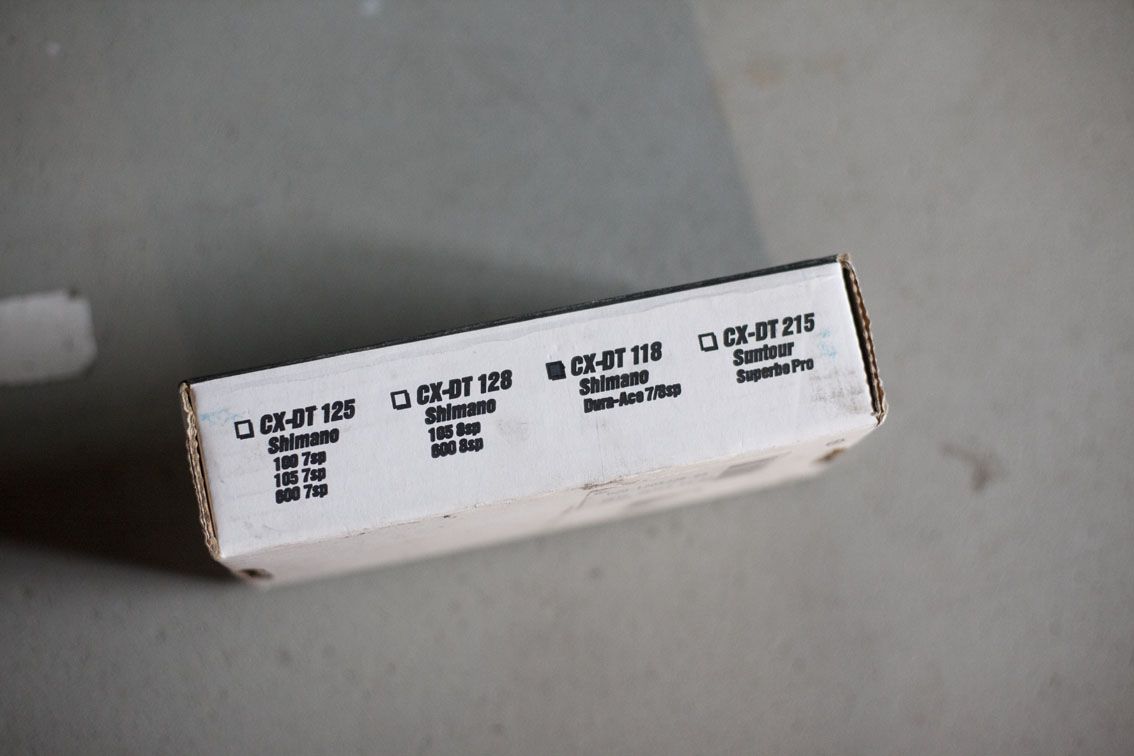 CX-DT 125
Shimano
100 7sp
105 7sp
600 7sp
CX-DT 128
Shimano
105 8sp
600 8sp
CX-DT 118
Shimano
Dura-Ace 7/8sp
CX-DT 215
Suntour
Superbe Pro